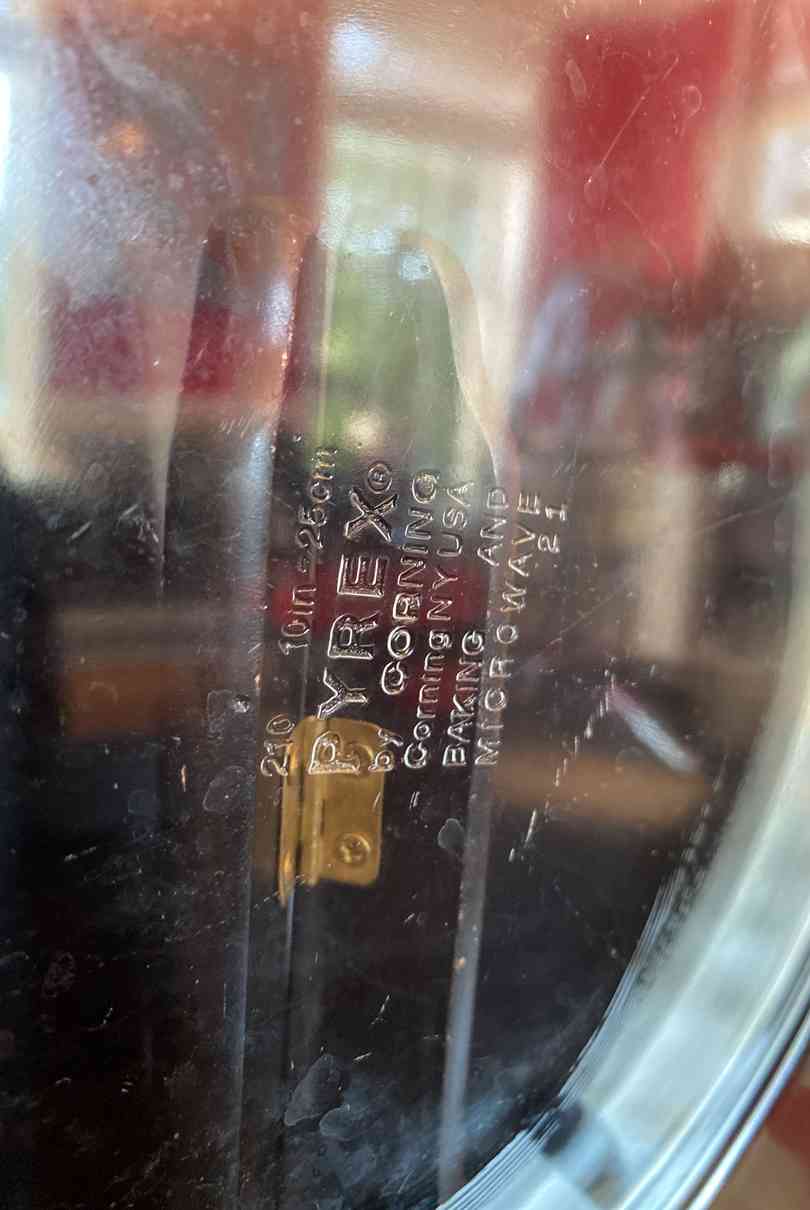 210 10in-25cm
PYREX®
by CORNING
Corning NY USA
BAKING AND
MICROWAVE
21